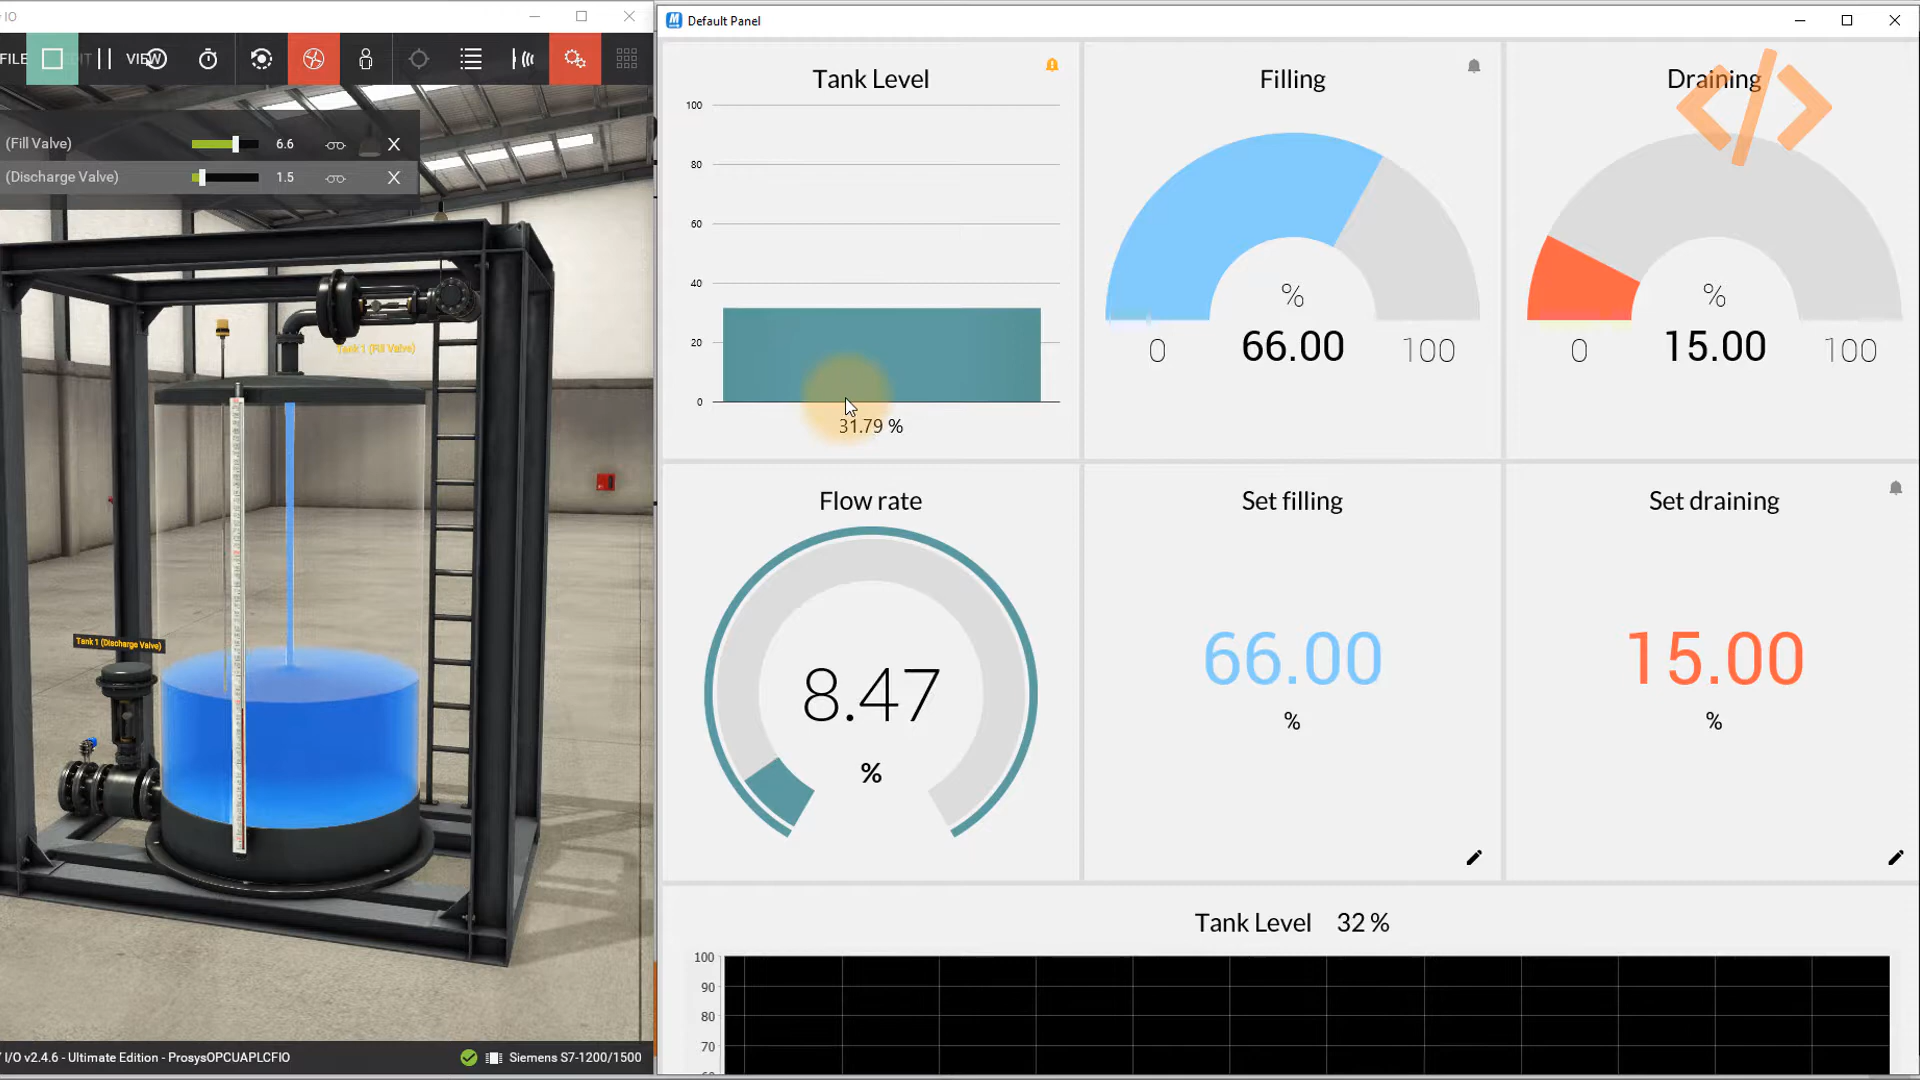 IO
FILE EDIT VIEW
(Fill Valve) 6.6 X
(Discharge Valve) 1.5 X
Tank 1 (Fill Valve)
Tank 1 (Discharge Valve)
I/O v2.4.6 - Ultimate Edition - ProsysOPCUAPLCFIO
Siemens S7-1200/1500
Default Panel
Tank Level
100
80
60
40
20
0
31.79 %
Filling
%
0 66.00 100
Draining
%
0 15.00 100
Flow rate
8.47
%
Set filling
66.00
%
Set draining
15.00
%
Tank Level 32 %
100
90
80
70